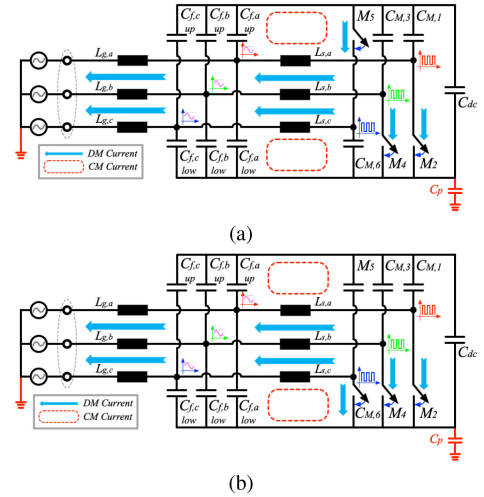 Cf,c Cf,b Cf,a M5 CM,3 CM,1
up up up
Lg,a Ls,a
Lg,b Ls,b
Cdc
Lg,c Ls,c
DM Current
CM Current
Cf,c Cf,b Cf,a CM,6 M4 M2
low low low
Cp
(a)
Cf,c Cf,b Cf,a M5 CM,3 CM,1
up up up
Lg,a Ls,a
Lg,b Ls,b
Cdc
Lg,c Ls,c
DM Current
CM Current
Cf,c Cf,b Cf,a CM,6 M4 M2
low low low
Cp
(b)